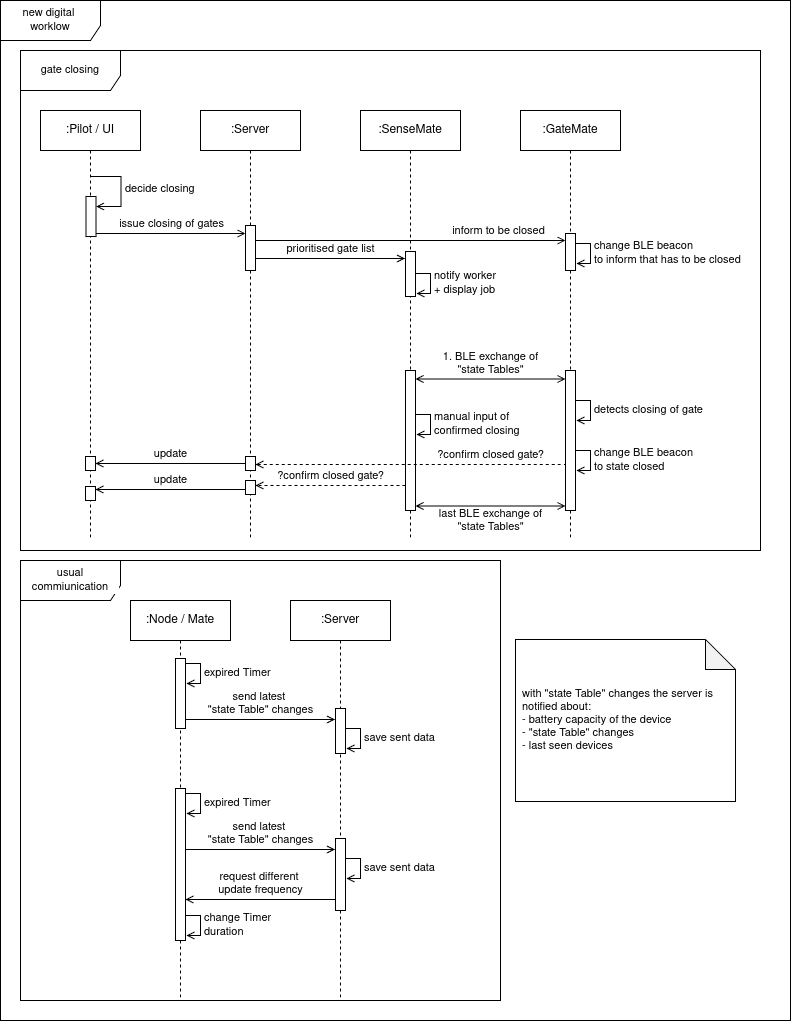 new digital
worklow
gate closing
:Pilot / UI
:Server
:SenseMate
:GateMate
decide closing
issue closing of gates
inform to be closed
prioritised gate list
change BLE beacon
to inform that has to be closed
notify worker
+ display job
1. BLE exchange of
"state Tables"
detects closing of gate
manual input of
confirmed closing
update
?confirm closed gate?
change BLE beacon
to state closed
update
?confirm closed gate?
last BLE exchange of
"state Tables"
usual
commiunication
:Node / Mate
:Server
expired Timer
send latest
"state Table" changes
save sent data
expired Timer
send latest
"state Table" changes
save sent data
request different
update frequency
change Timer
duration
with "state Table" changes the server is
notified about:
- battery capacity of the device
- "state Table" changes
- last seen devices